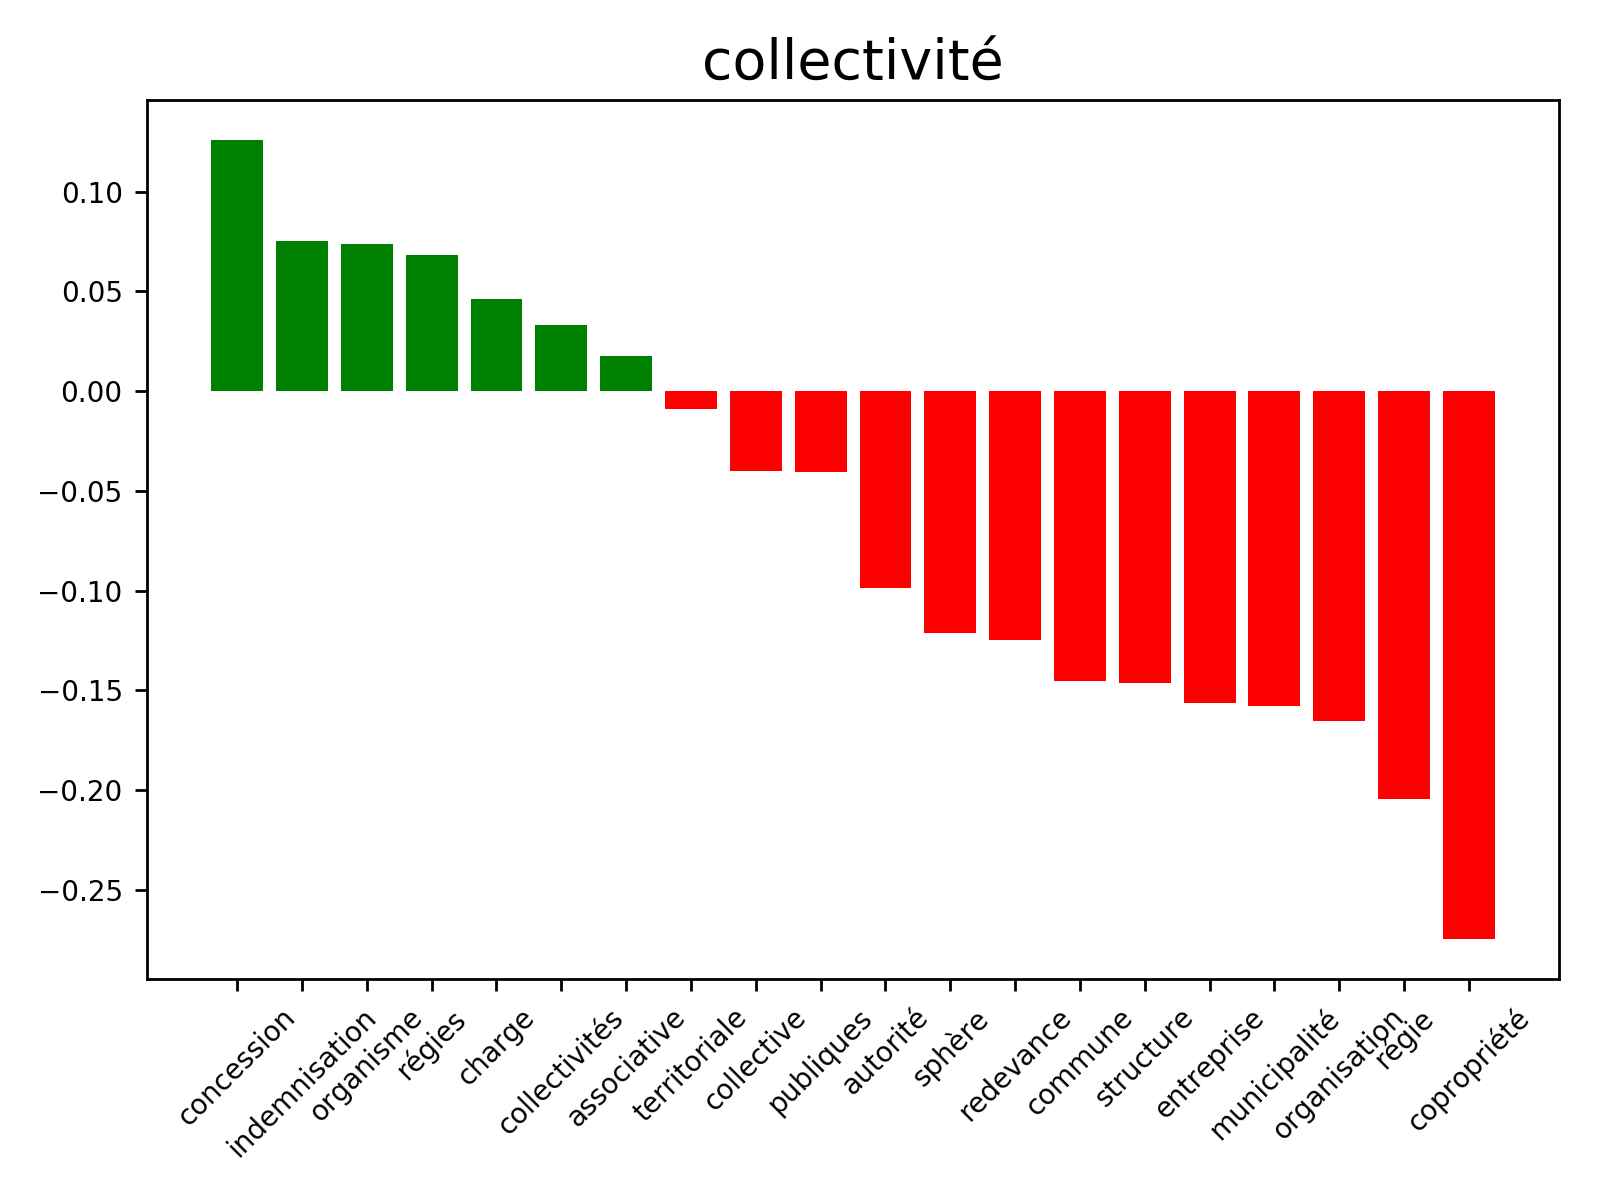 collectivité
0.10
0.05
0.00
−0.05
−0.10
−0.15
−0.20
−0.25
concession
indemnisation
organisme
régies
charge
collectivités
associative
territoriale
collective
publiques
autorité
sphère
redevance
commune
structure
entreprise
municipalité
organisation
régie
copropriété